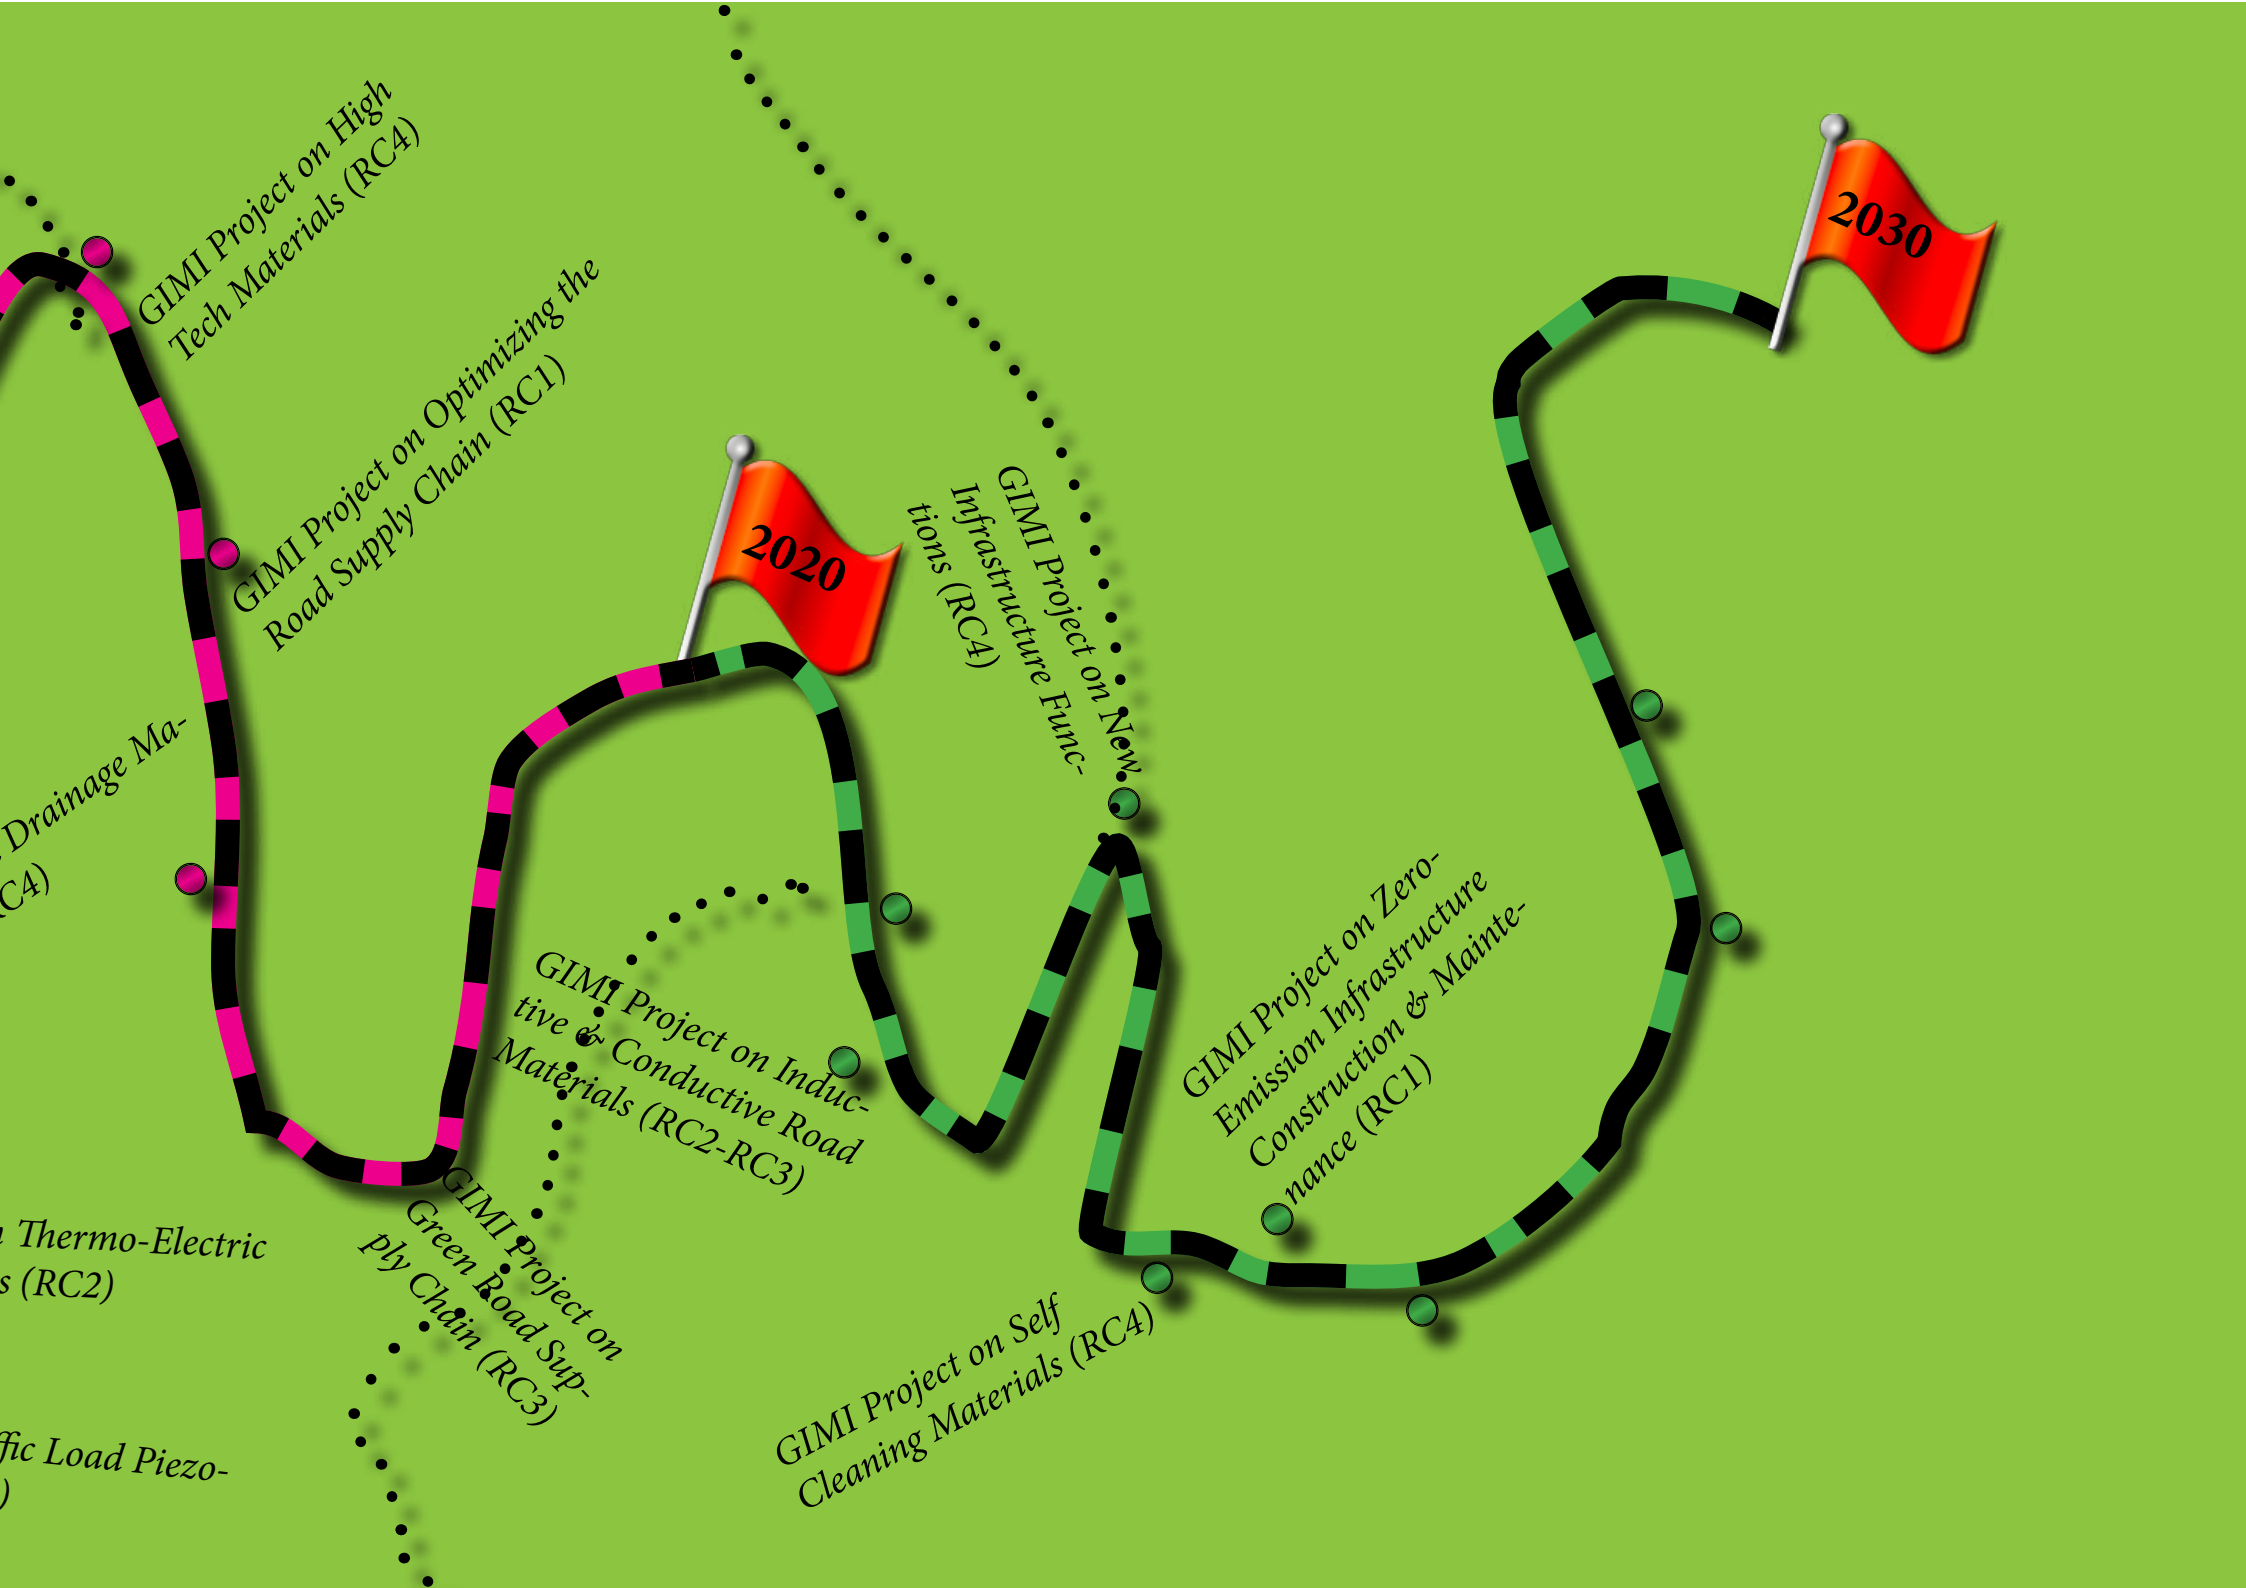 GIMI Project on High
Tech Materials (RC4)
GIMI Project on Optimizing the
Road Supply Chain (RC1)
Drainage Ma-
C4)
Thermo-Electric
s (RC2)
ffic Load Piezo-
)
GIMI Project on
Green Road Sup-
ply Chain (RC3)
2020
GIMI Project on Induc-
tive & Conductive Road
Materials (RC2-RC3)
GIMI Project on New
Infrastructure Func-
tions (RC4)
GIMI Project on Self
Cleaning Materials (RC4)
GIMI Project on Zero-
Emission Infrastructure
Construction & Mainte-
nance (RC1)
2030